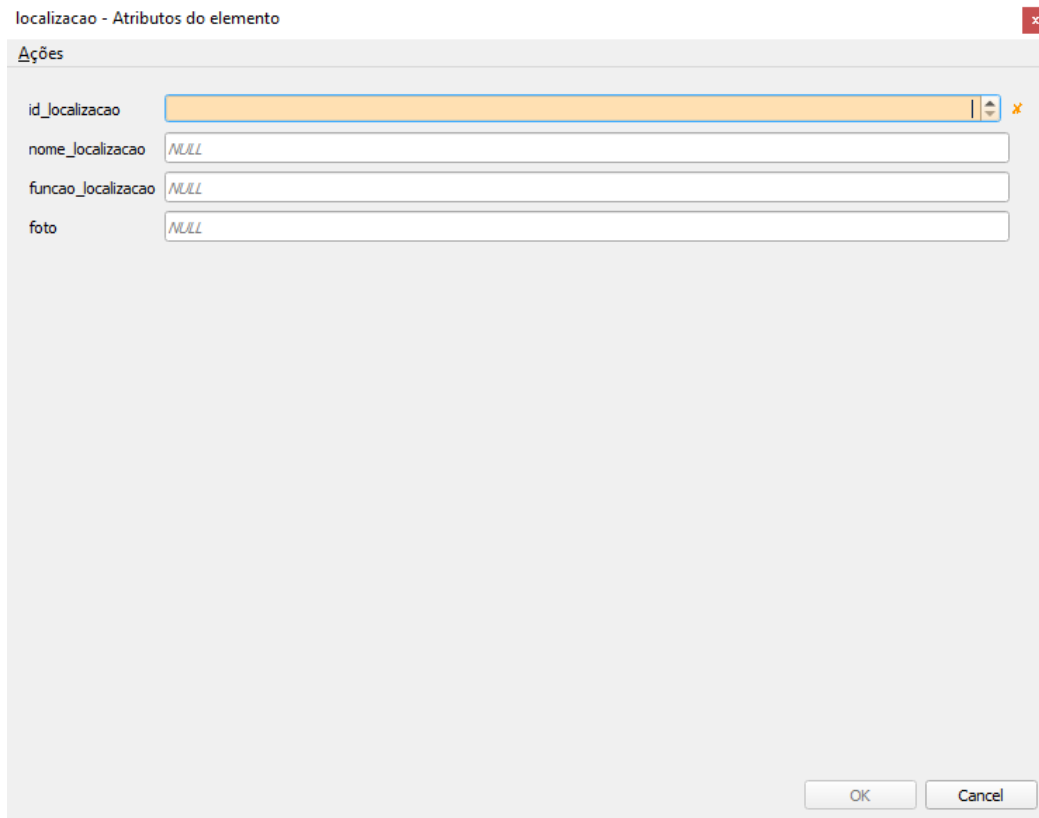 localizacao - Atributos do elemento
x
Ações
id_localizacao
nome_localizacao NULL
funcao_localizacao NULL
foto NULL
OK Cancel